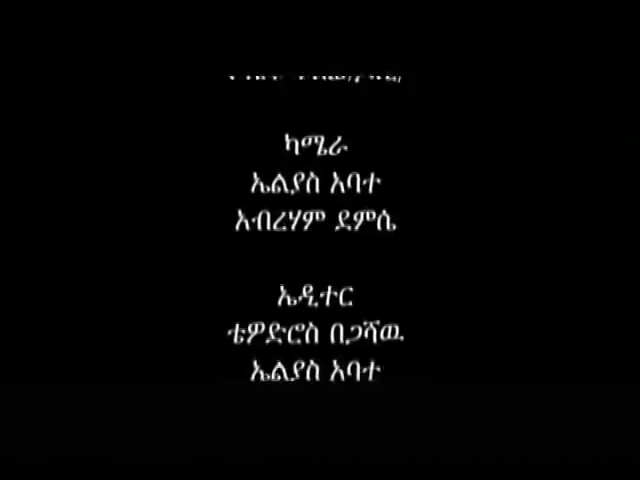 ካሜራ
ኤልያስ አባተ
አብረሃም ደምሴ
ኤዲተር
ቴዎድሮስ በጋሻዉ
ኤልያስ አባተ